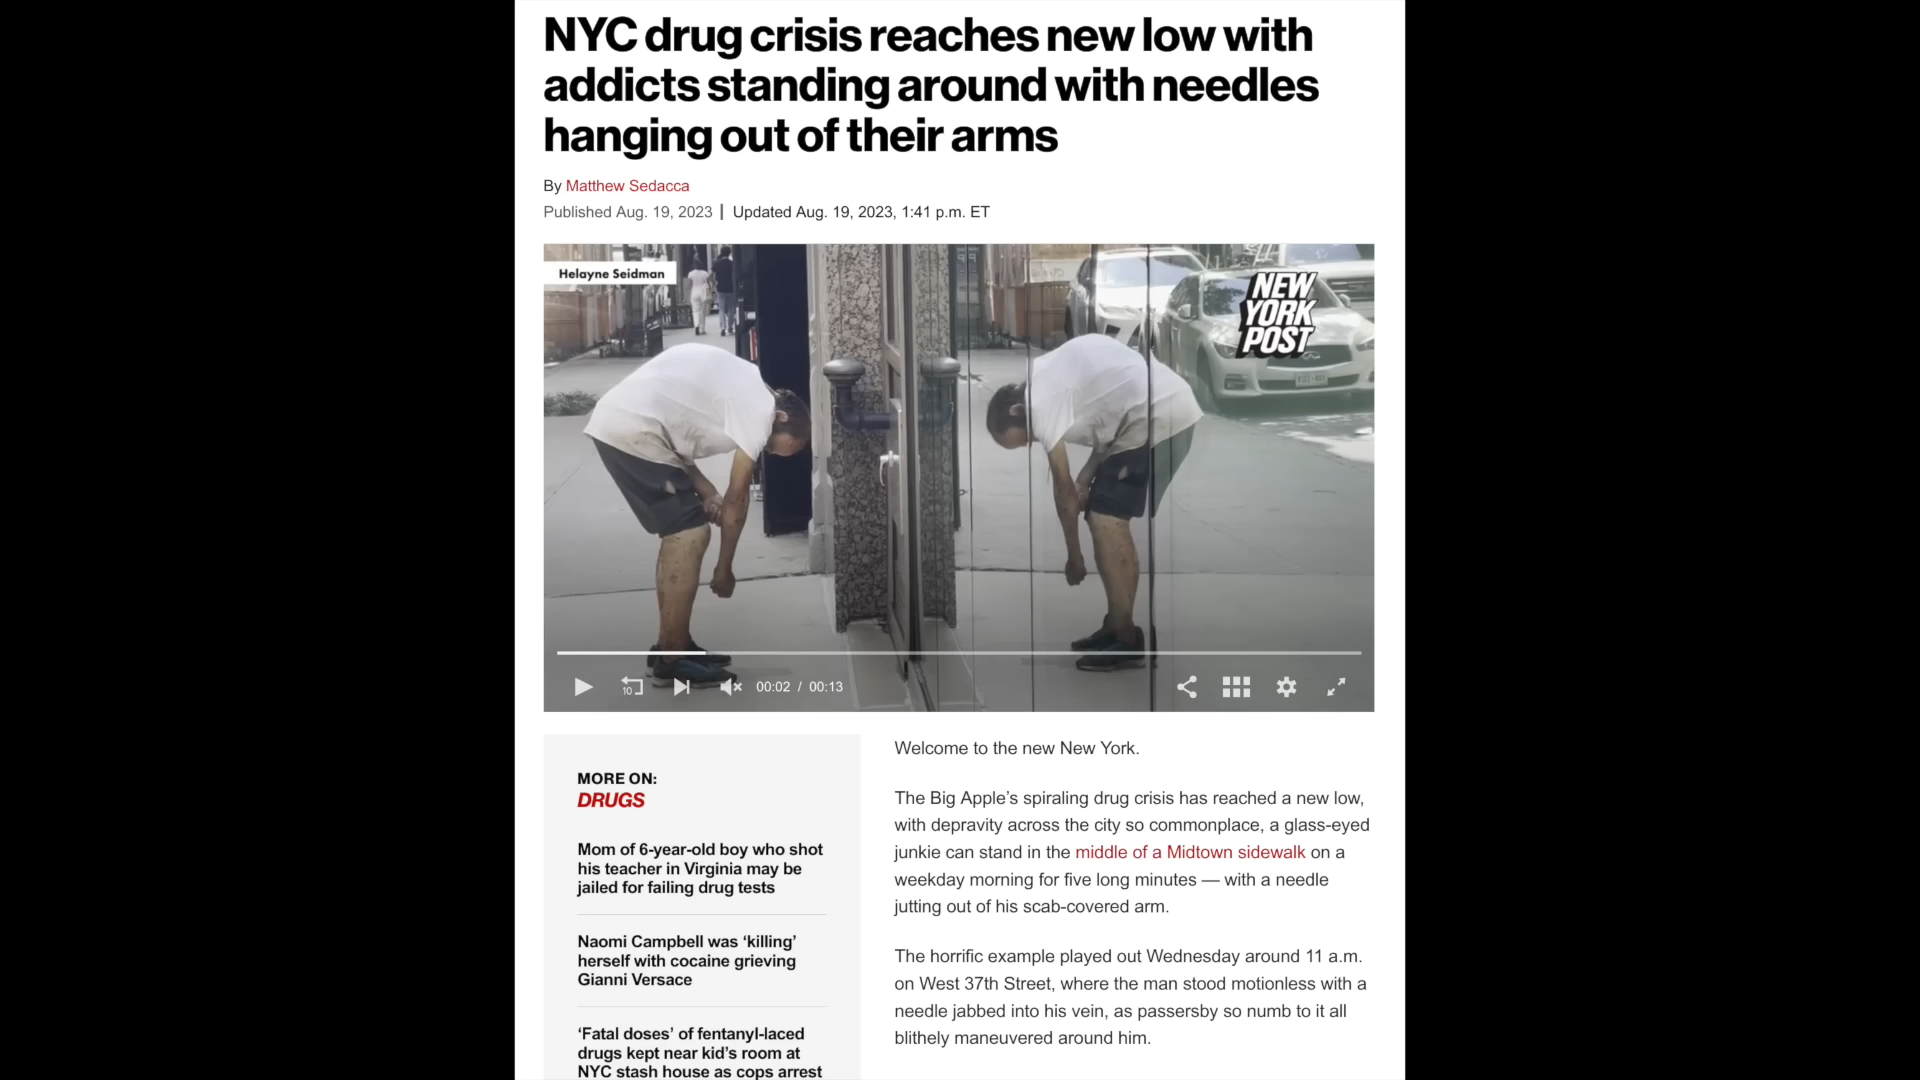 NYC drug crisis reaches new low with
addicts standing around with needles
hanging out of their arms
By Matthew Sedacca
Published Aug. 19, 2023 | Updated Aug. 19, 2023, 1:41 p.m. ET
Helayne Seidman
NEW
YORK
POST
10
00:02 / 00:13
MORE ON:
DRUGS
Mom of 6-year-old boy who shot
his teacher in Virginia may be
jailed for failing drug tests
Naomi Campbell was ‘killing’
herself with cocaine grieving
Gianni Versace
‘Fatal doses’ of fentanyl-laced
drugs kept near kid’s room at
NYC stash house as cops arrest
Welcome to the new New York.
The Big Apple’s spiraling drug crisis has reached a new low,
with depravity across the city so commonplace, a glass-eyed
junkie can stand in the middle of a Midtown sidewalk on a
weekday morning for five long minutes — with a needle
jutting out of his scab-covered arm.
The horrific example played out Wednesday around 11 a.m.
on West 37th Street, where the man stood motionless with a
needle jabbed into his vein, as passersby so numb to it all
blithely maneuvered around him.